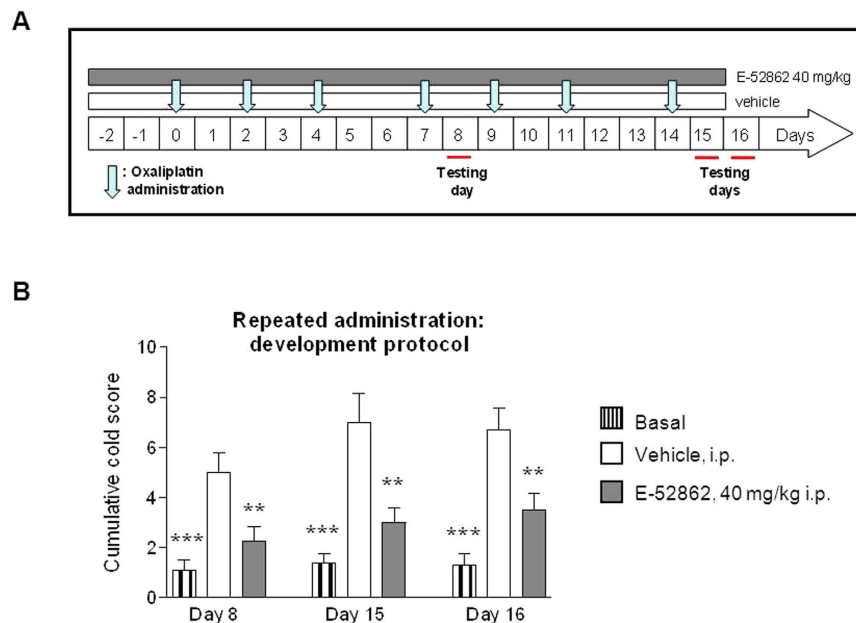 A
E-52862 40 mg/kg
vehicle
-2 -1 0 1 2 3 4 5 6 7 8 9 10 11 12 13 14 15 16 Days
: Oxaliplatin
administration
Testing
day
Testing
days
B
Repeated administration:
development protocol
Cumulative cold score
10
8
6
4
2
0
*** **
*** **
*** **
Day 8 Day 15 Day 16
Basal
Vehicle, i.p.
E-52862, 40 mg/kg i.p.